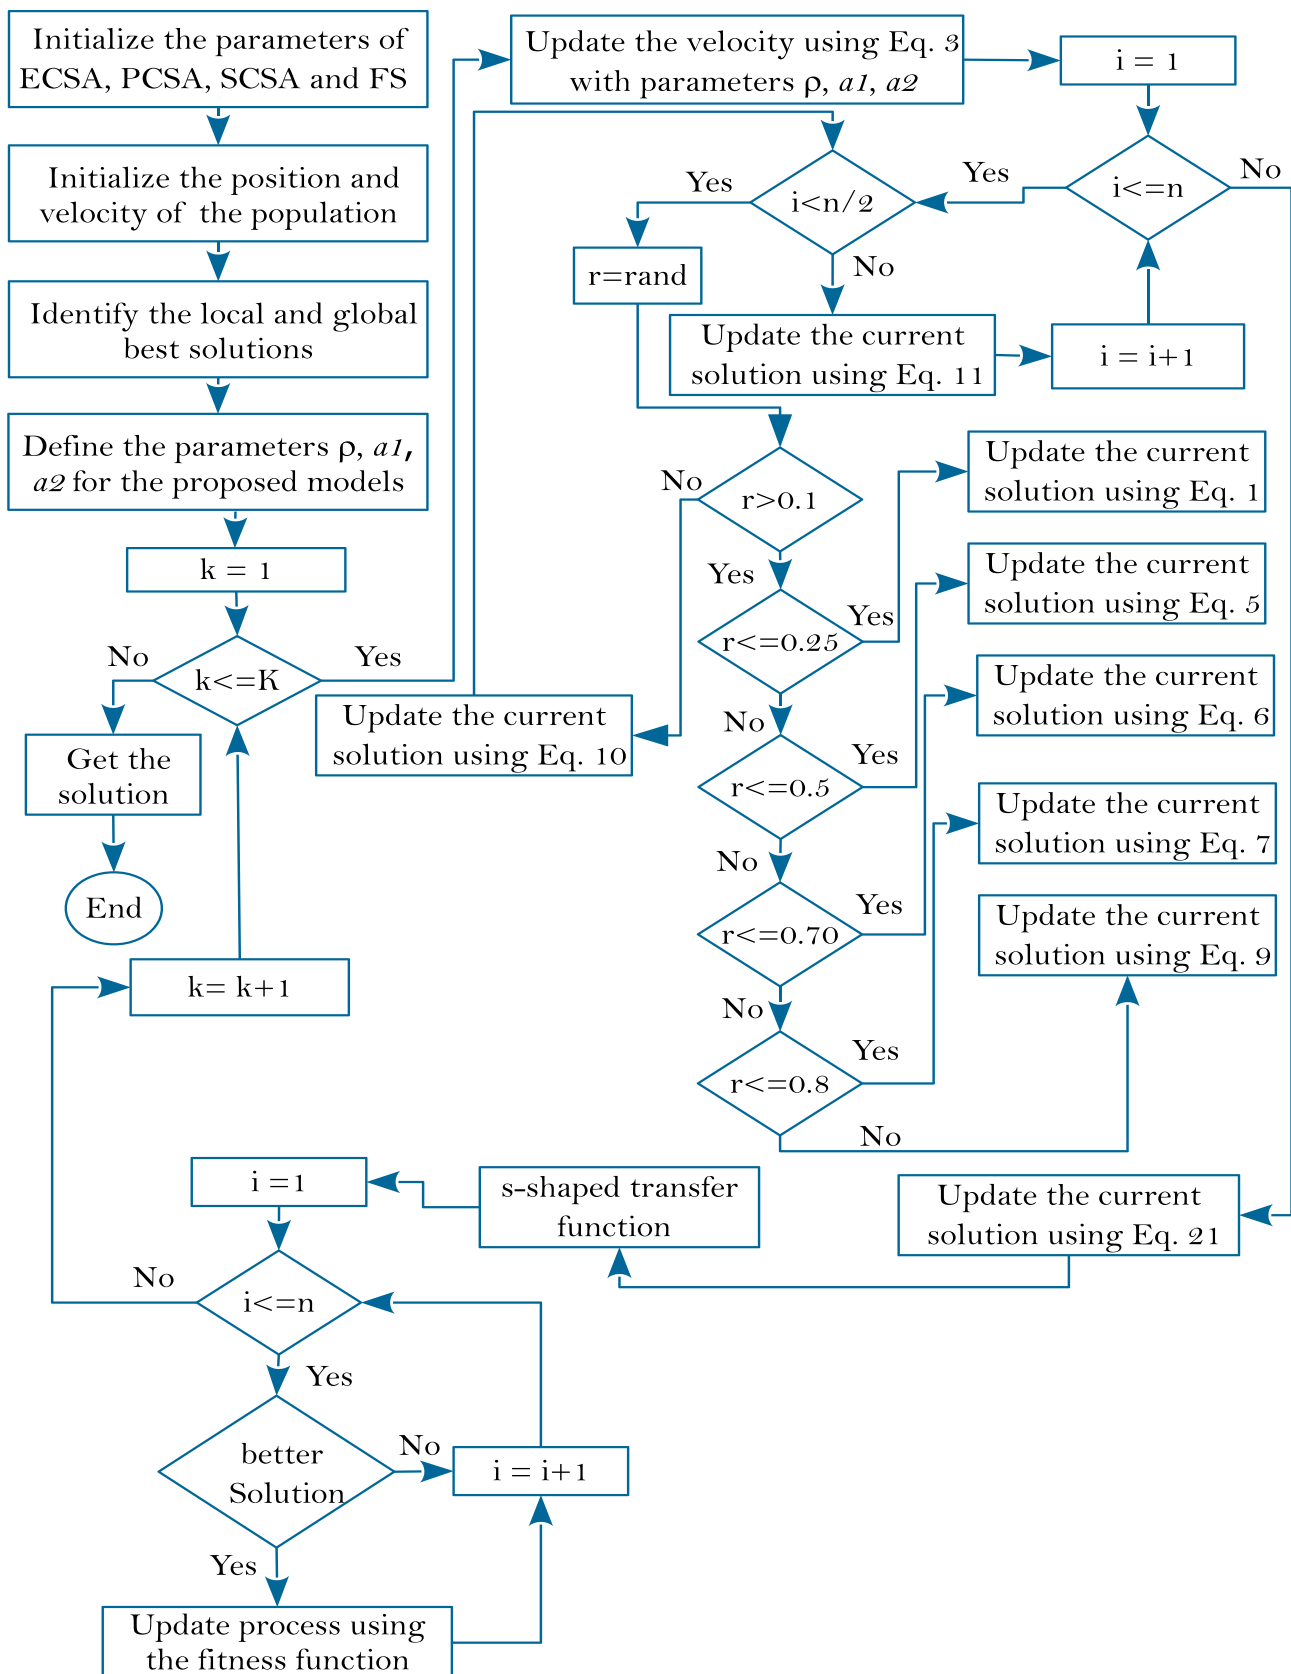 Initialize the parameters of
ECSA, PCSA, SCSA and FS
Initialize the position and
velocity of the population
Identify the local and global
best solutions
Define the parameters ρ, a1,
a2 for the proposed models
k = 1
k<=K
No
Yes
Get the
solution
End
k= k+1
Update the velocity using Eq. 3
with parameters ρ, a1, a2
i = 1
i<=n
Yes
No
i<n/2
Yes
No
r=rand
Update the current
solution using Eq. 11
i = i+1
r>0.1
No
Yes
Update the current
solution using Eq. 10
r<=0.25
Yes
No
Update the current
solution using Eq. 1
r<=0.5
Yes
No
Update the current
solution using Eq. 5
r<=0.70
Yes
No
Update the current
solution using Eq. 6
r<=0.8
Yes
No
Update the current
solution using Eq. 7
Update the current
solution using Eq. 9
Update the current
solution using Eq. 21
s-shaped transfer
function
i =1
i<=n
No
Yes
better
Solution
No
Yes
i = i+1
Update process using
the fitness function